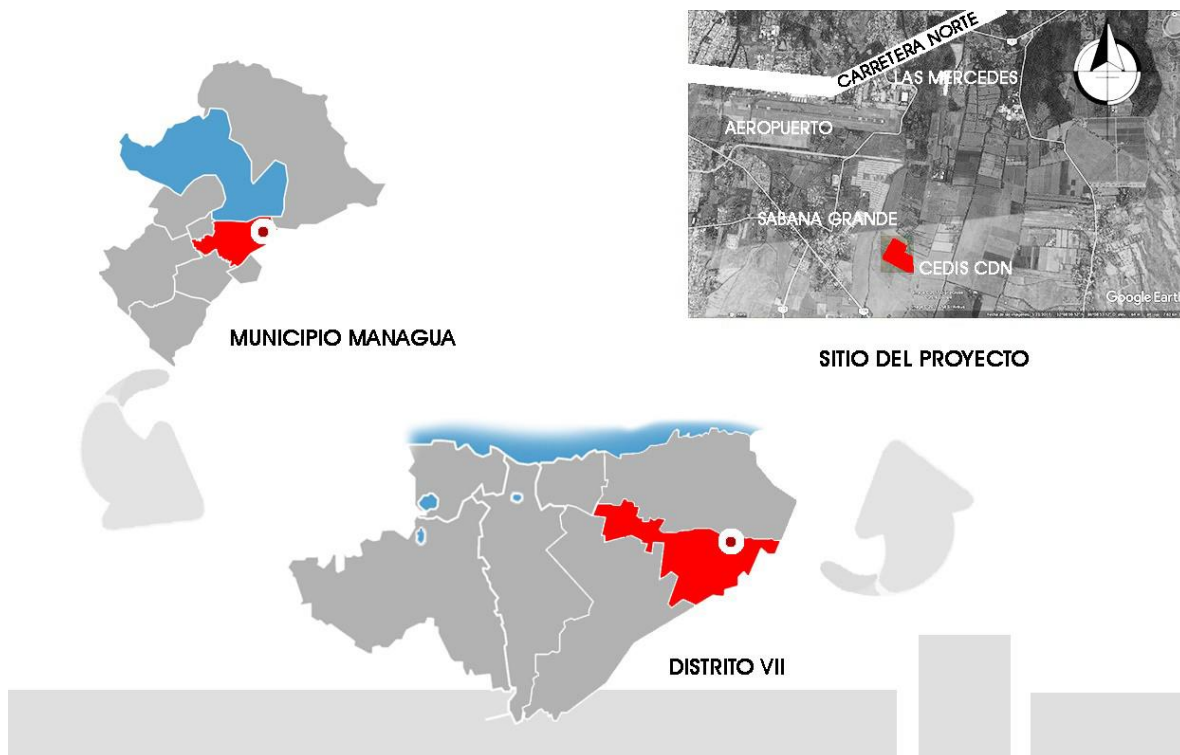 CARRETERA NORTE
LAS MERCEDES
AEROPUERTO
SABANA GRANDE
CEDIS CDN
Google Earth
MUNICIPIO MANAGUA
SITIO DEL PROYECTO
DISTRITO VII